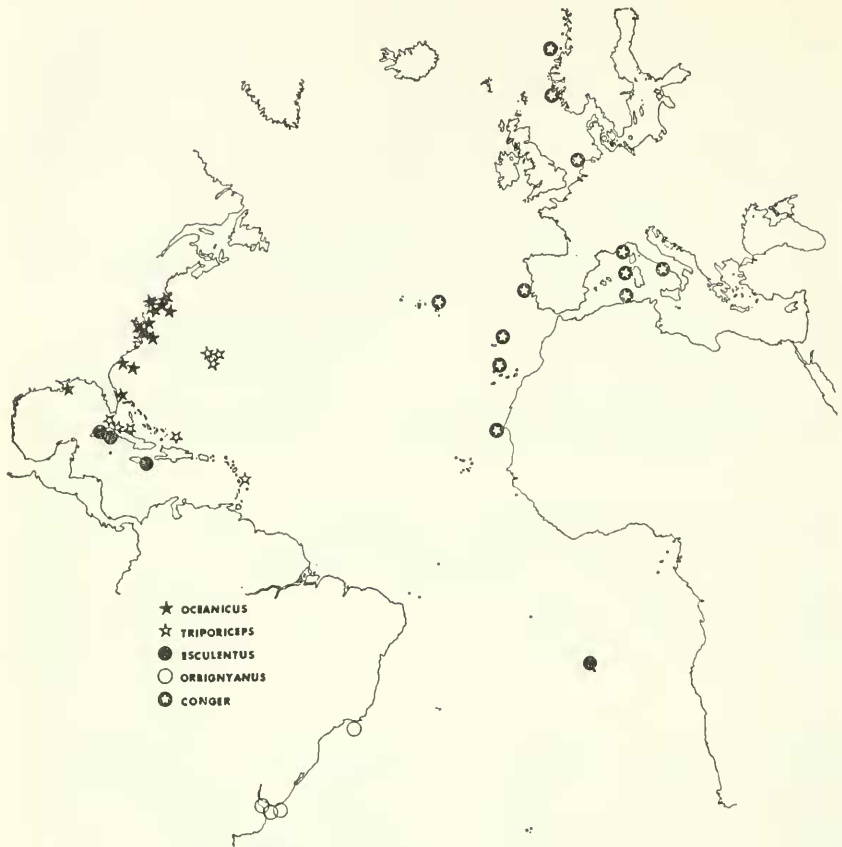 OCEANICUS
TRIPORICEPS
ESCULENTUS
ORBIGNYANUS
CONGER